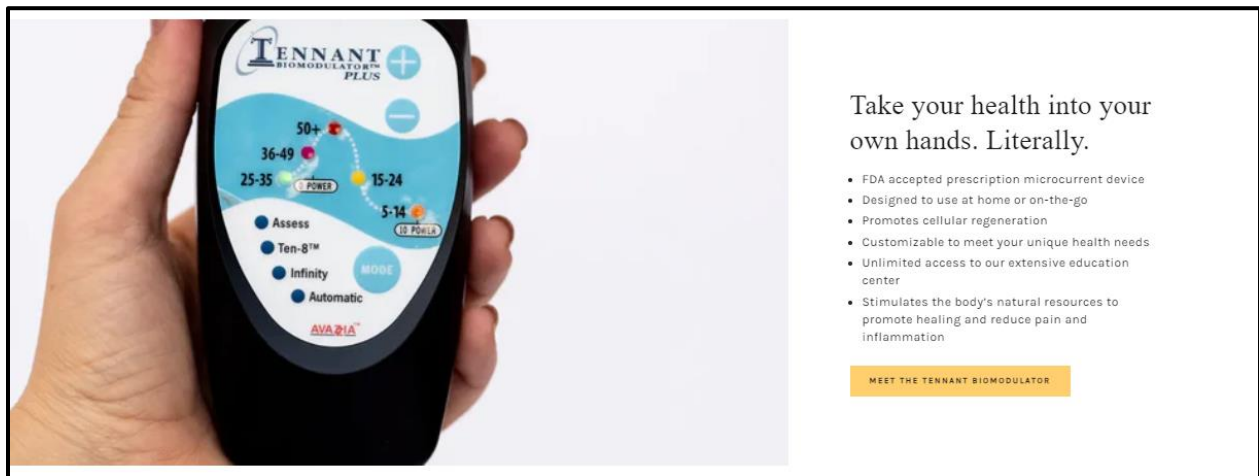 TENNANT
BIOMODULATOR™
PLUS
50+
36-49
25-35
POWER
15-24
5-14
Assess
Ten-8™
Infinity
Automatic
MODE
AVAZZIA™
Take your health into your
own hands. Literally.
• FDA accepted prescription microcurrent device
• Designed to use at home or on-the-go
• Promotes cellular regeneration
• Customizable to meet your unique health needs
• Unlimited access to our extensive education
center
• Stimulates the body's natural resources to
promote healing and reduce pain and
inflammation
MEET THE TENNANT BIOMODULATOR